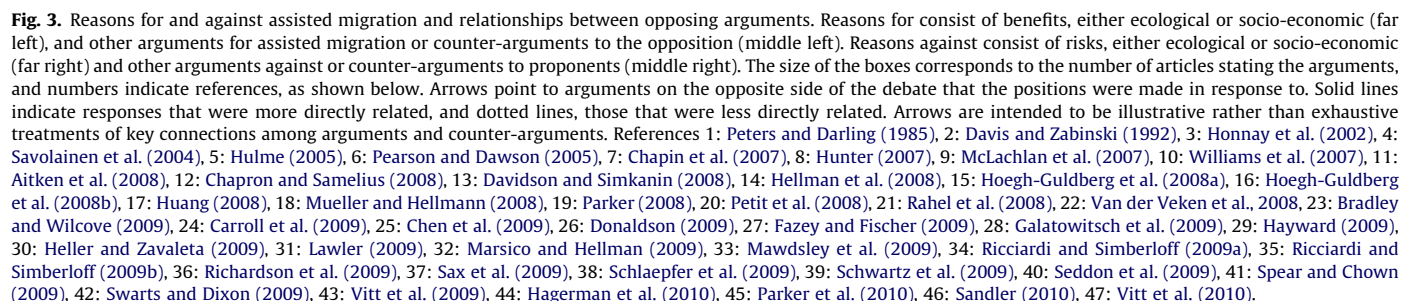 Fig. 3. Reasons for and against assisted migration and relationships between opposing arguments. Reasons for consist of benefits, either ecological or socio-economic (far
left), and other arguments for assisted migration or counter-arguments to the opposition (middle left). Reasons against consist of risks, either ecological or socio-economic
(far right) and other arguments against or counter-arguments to proponents (middle right). The size of the boxes corresponds to the number of articles stating the arguments,
and numbers indicate references, as shown below. Arrows point to arguments on the opposite side of the debate that the positions were made in response to. Solid lines
indicate responses that were more directly related, and dotted lines, those that were less directly related. Arrows are intended to be illustrative rather than exhaustive
treatments of key connections among arguments and counter-arguments. References 1: Peters and Darling (1985), 2: Davis and Zabinski (1992), 3: Honnay et al. (2002), 4:
Savolainen et al. (2004), 5: Hulme (2005), 6: Pearson and Dawson (2005), 7: Chapin et al. (2007), 8: Hunter (2007), 9: McLachlan et al. (2007), 10: Williams et al. (2007), 11:
Aitken et al. (2008), 12: Chapron and Samelius (2008), 13: Davidson and Simkanin (2008), 14: Hellman et al. (2008), 15: Hoegh-Guldberg et al. (2008a), 16: Hoegh-Guldberg
et al. (2008b), 17: Huang (2008), 18: Mueller and Hellmann (2008), 19: Parker (2008), 20: Petit et al. (2008), 21: Rahel et al. (2008), 22: Van der Veken et al., 2008, 23: Bradley
and Wilcove (2009), 24: Carroll et al. (2009), 25: Chen et al. (2009), 26: Donaldson (2009), 27: Fazey and Fischer (2009), 28: Galatowitsch et al. (2009), 29: Hayward (2009),
30: Heller and Zavaleta (2009), 31: Lawler (2009), 32: Marsico and Hellman (2009), 33: Mawdsley et al. (2009), 34: Ricciardi and Simberloff (2009a), 35: Ricciardi and
Simberloff (2009b), 36: Richardson et al. (2009), 37: Sax et al. (2009), 38: Schlaepfer et al. (2009), 39: Schwartz et al. (2009), 40: Seddon et al. (2009), 41: Spear and Chown
(2009), 42: Swarts and Dixon (2009), 43: Vitt et al. (2009), 44: Hagerman et al. (2010), 45: Parker et al. (2010), 46: Sandler (2010), 47: Vitt et al. (2010).